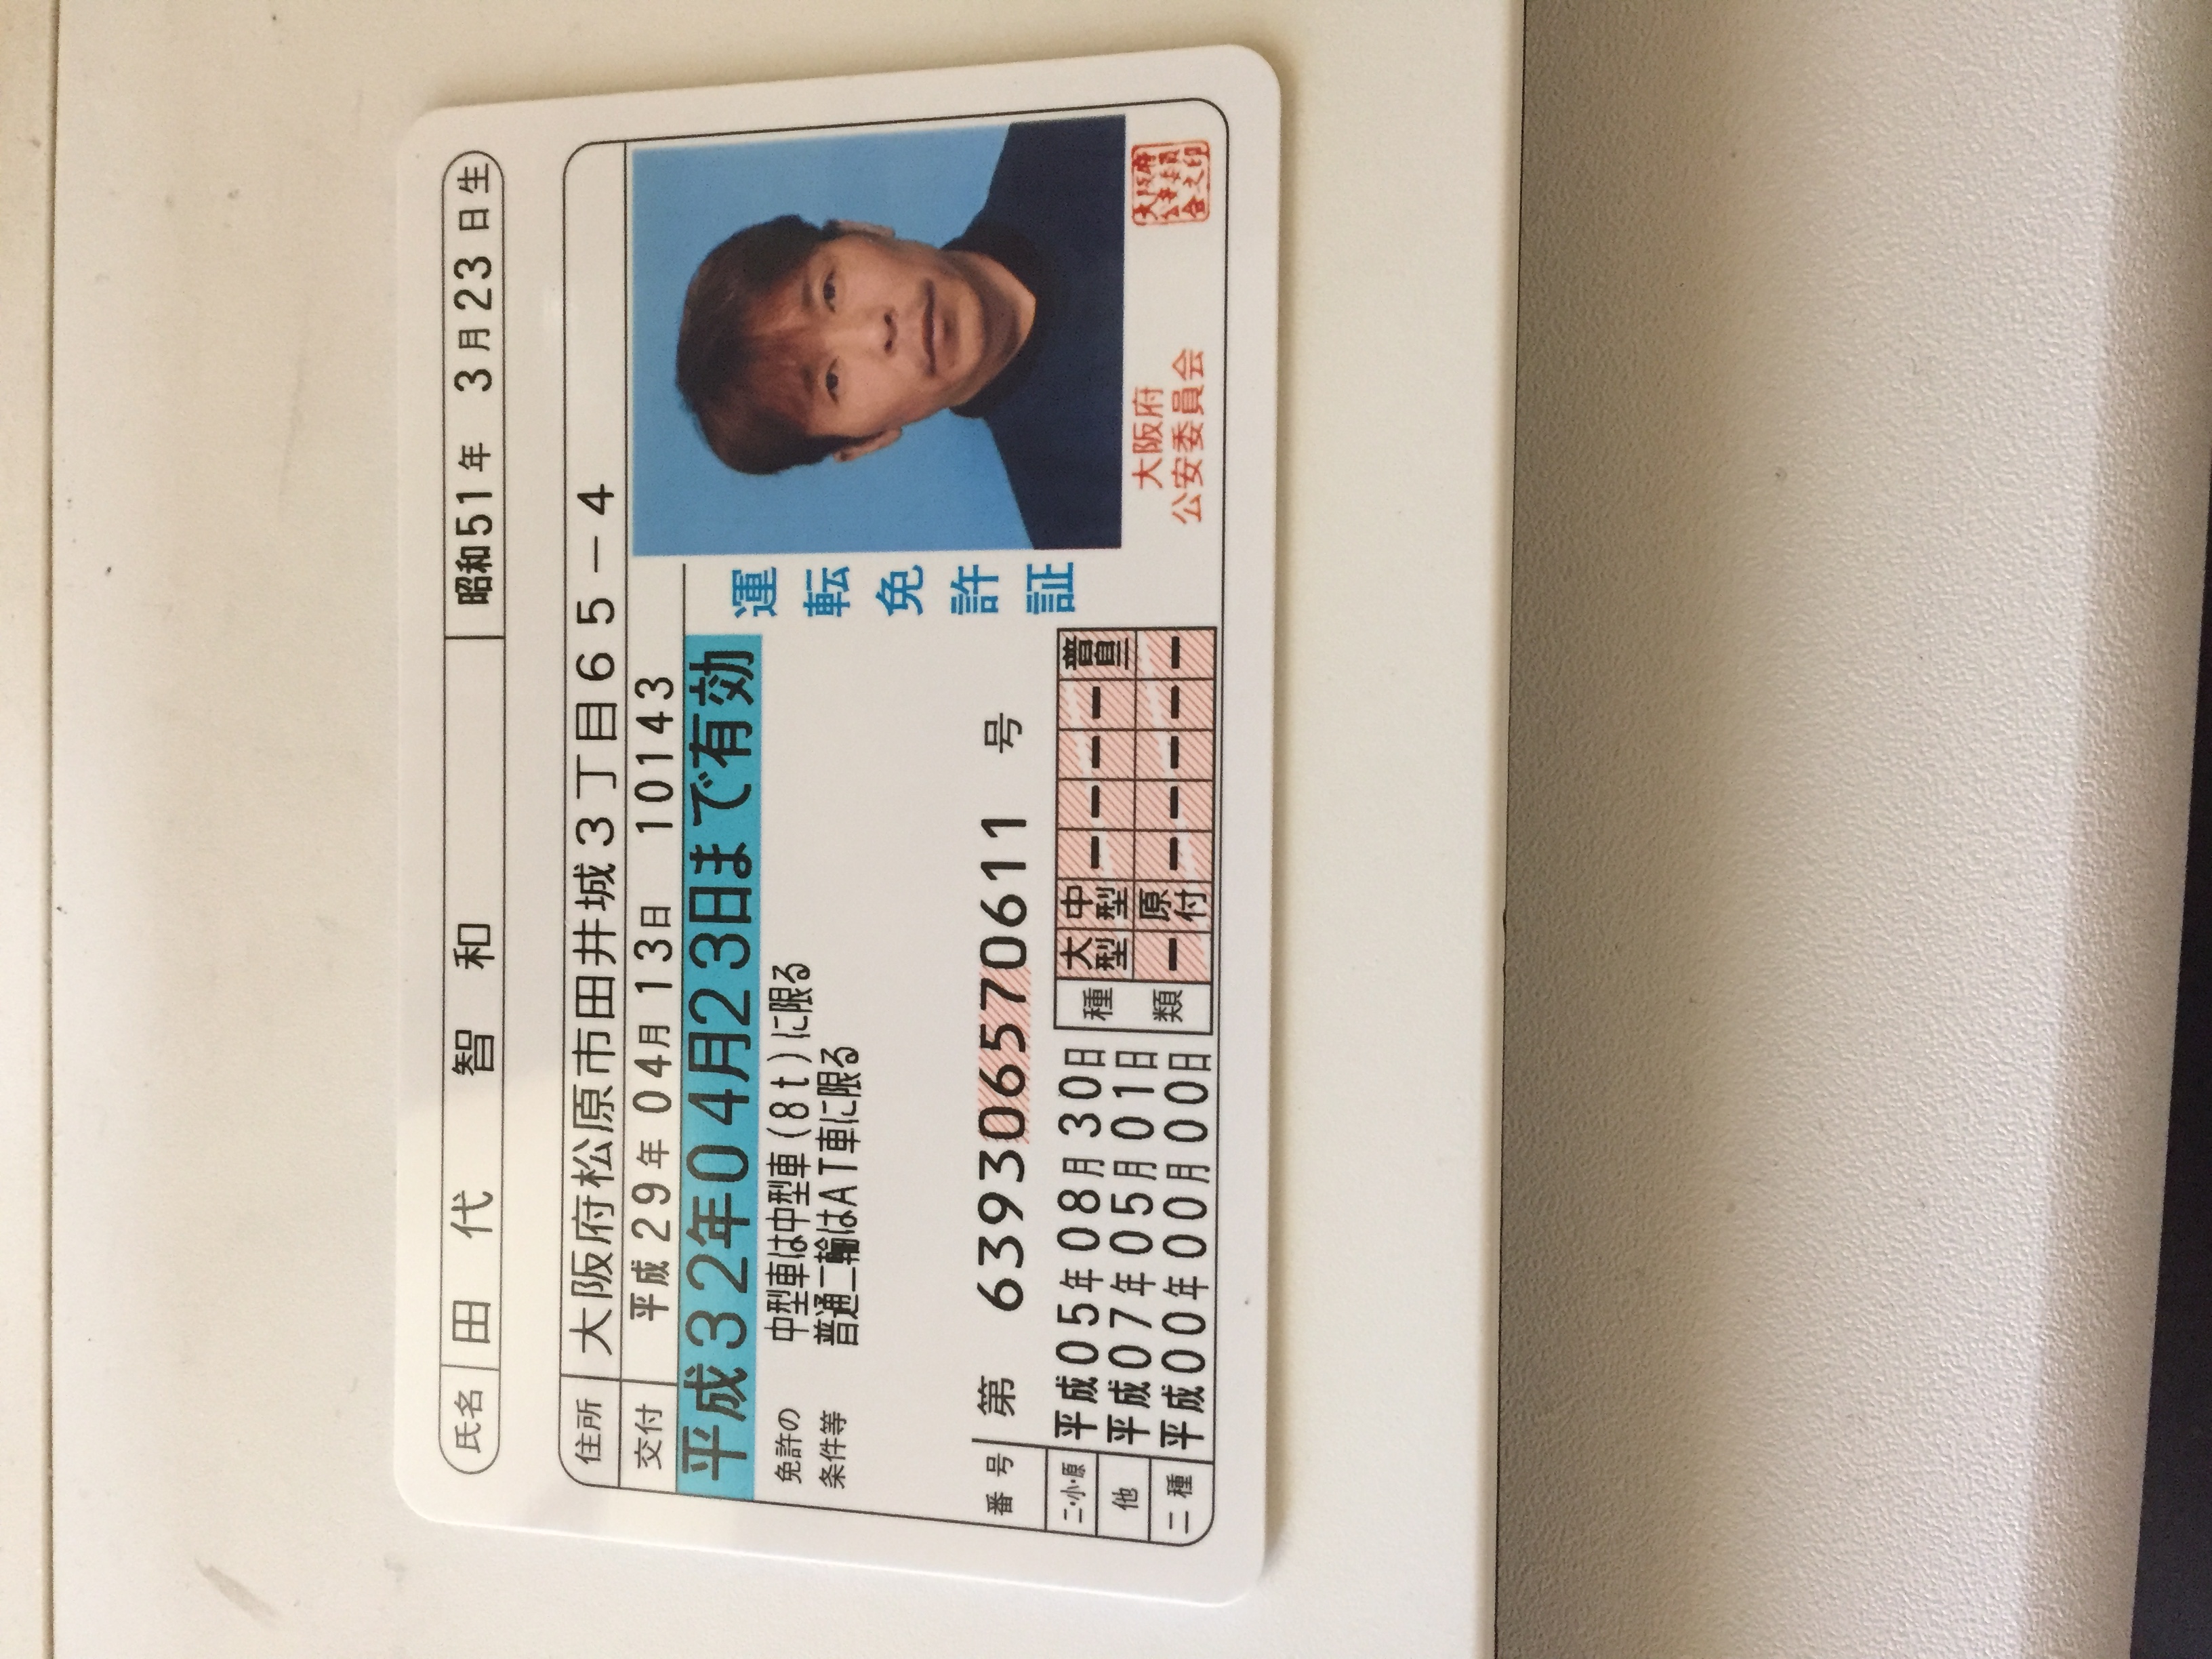 氏名 田代 智和 昭和51年 3月23日生
住所 大阪府松原市田井城3丁目65-4
交付 平成29年04月13日 10143
平成32年04月23日まで有効
免許の 中型車は中型車(8t)に限る
条件等 普通二輪はAT車に限る
運転免許証
番号 第 639306570611 号
二・小・原 平成05年08月30日
他 平成07年05月01日
二種 平成00年00月00日
種類 大型 中型 ー ー ー ー 普自二
ー 原付 ー ー ー ー ー
大阪府
公安委員会
大阪府
公安委員
会之印